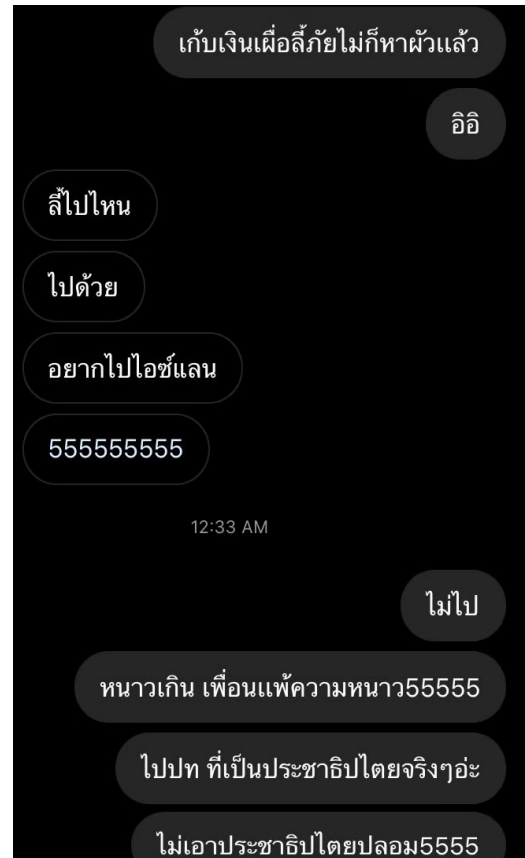 เก้บเงินเผื่อลี้ภัยไม่ก็หาผัวแล้ว
อิอิ
ลี้ไปไหน
ไปด้วย
อยากไปไอซ์แลน
555555555
12:33 AM
ไม่ไป
หนาวเกิน เพื่อนแพ้ความหนาว55555
ไปปท ที่เป็นประชาธิปไตยจริงๆอ่ะ
ไม่เอาประชาธิปไตยปลอม5555